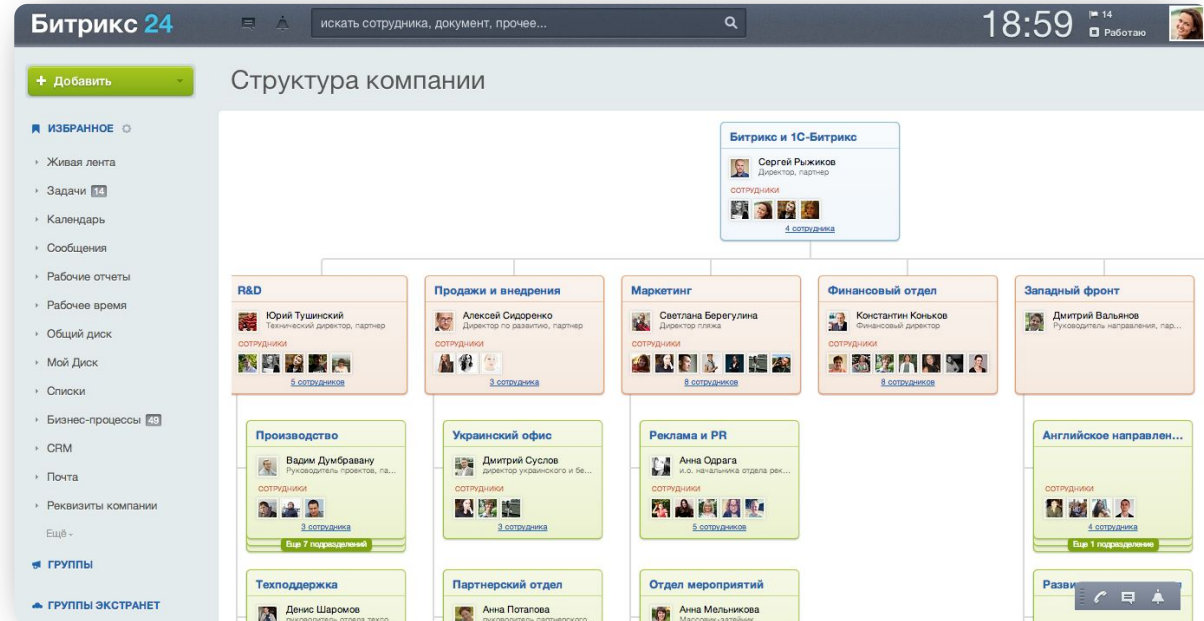 Битрикс 24
искать сотрудника, документ, прочее...
18:59
14
Работаю
Добавить
Структура компании
ИЗБРАННОЕ
Живая лента
Задачи 14
Календарь
Сообщения
Рабочие отчеты
Рабочее время
Общий диск
Мой Диск
Списки
Бизнес-процессы 49
CRM
Почта
Реквизиты компании
Ещё
ГРУППЫ
ГРУППЫ ЭКСТРАНЕТ
Битрикс и 1С-Битрикс
Сергей Рыжиков
Директор, партнер
СОТРУДНИКИ
4 сотрудника
R&D
Юрий Тушинский
Технический директор, партнер
СОТРУДНИКИ
5 сотрудников
Продажи и внедрения
Алексей Сидоренко
Директор по развитию, партнер
СОТРУДНИКИ
3 сотрудника
Маркетинг
Светлана Берегулина
Директор пляжа
СОТРУДНИКИ
8 сотрудников
Финансовый отдел
Константин Коньков
Финансовый директор
СОТРУДНИКИ
8 сотрудников
Западный фронт
Дмитрий Вальянов
Руководитель направления, пар...
Производство
Вадим Думбравану
Руководитель проектов, па...
СОТРУДНИКИ
3 сотрудника
Еще 7 подразделений
Украинский офис
Дмитрий Суслов
директор украинского и бе...
СОТРУДНИКИ
3 сотрудника
Реклама и PR
Анна Одрага
и.о. начальника отдела рек...
СОТРУДНИКИ
5 сотрудников
Английское направлен...
СОТРУДНИКИ
4 сотрудника
Еще 1 подразделение
Техподдержка
Денис Шаромов
руководитель отдела техпо...
Партнерский отдел
Анна Потапова
руководитель партнерского
Отдел мероприятий
Анна Мельникова
Массовик-затейник